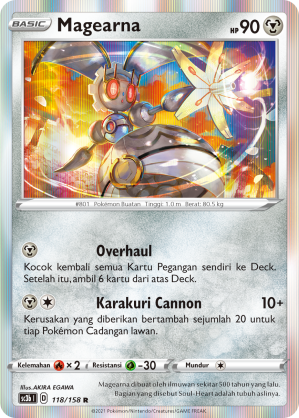 BASIC Magearna HP 90
#801 Pokémon Buatan Tinggi: 1.0 m Berat: 80.5 kg
Overhaul
Kocok kembali semua Kartu Pegangan sendiri ke Deck.
Setelah itu, ambil 6 kartu dari atas Deck.
Karakuri Cannon 10+
Kerusakan yang diberikan bertambah sejumlah 20 untuk
tiap Pokémon Cadangan lawan.
Kelemahan ×2 Resistansi -30 Mundur
Illus. AKIRA EGAWA
sc3b I D 118/158 R
Magearna dibuat oleh ilmuwan sekitar 500 tahun yang lalu.
Bagian yang disebut Soul-Heart adalah tubuh aslinya.
©2021 Pokémon/Nintendo/Creatures/GAME FREAK